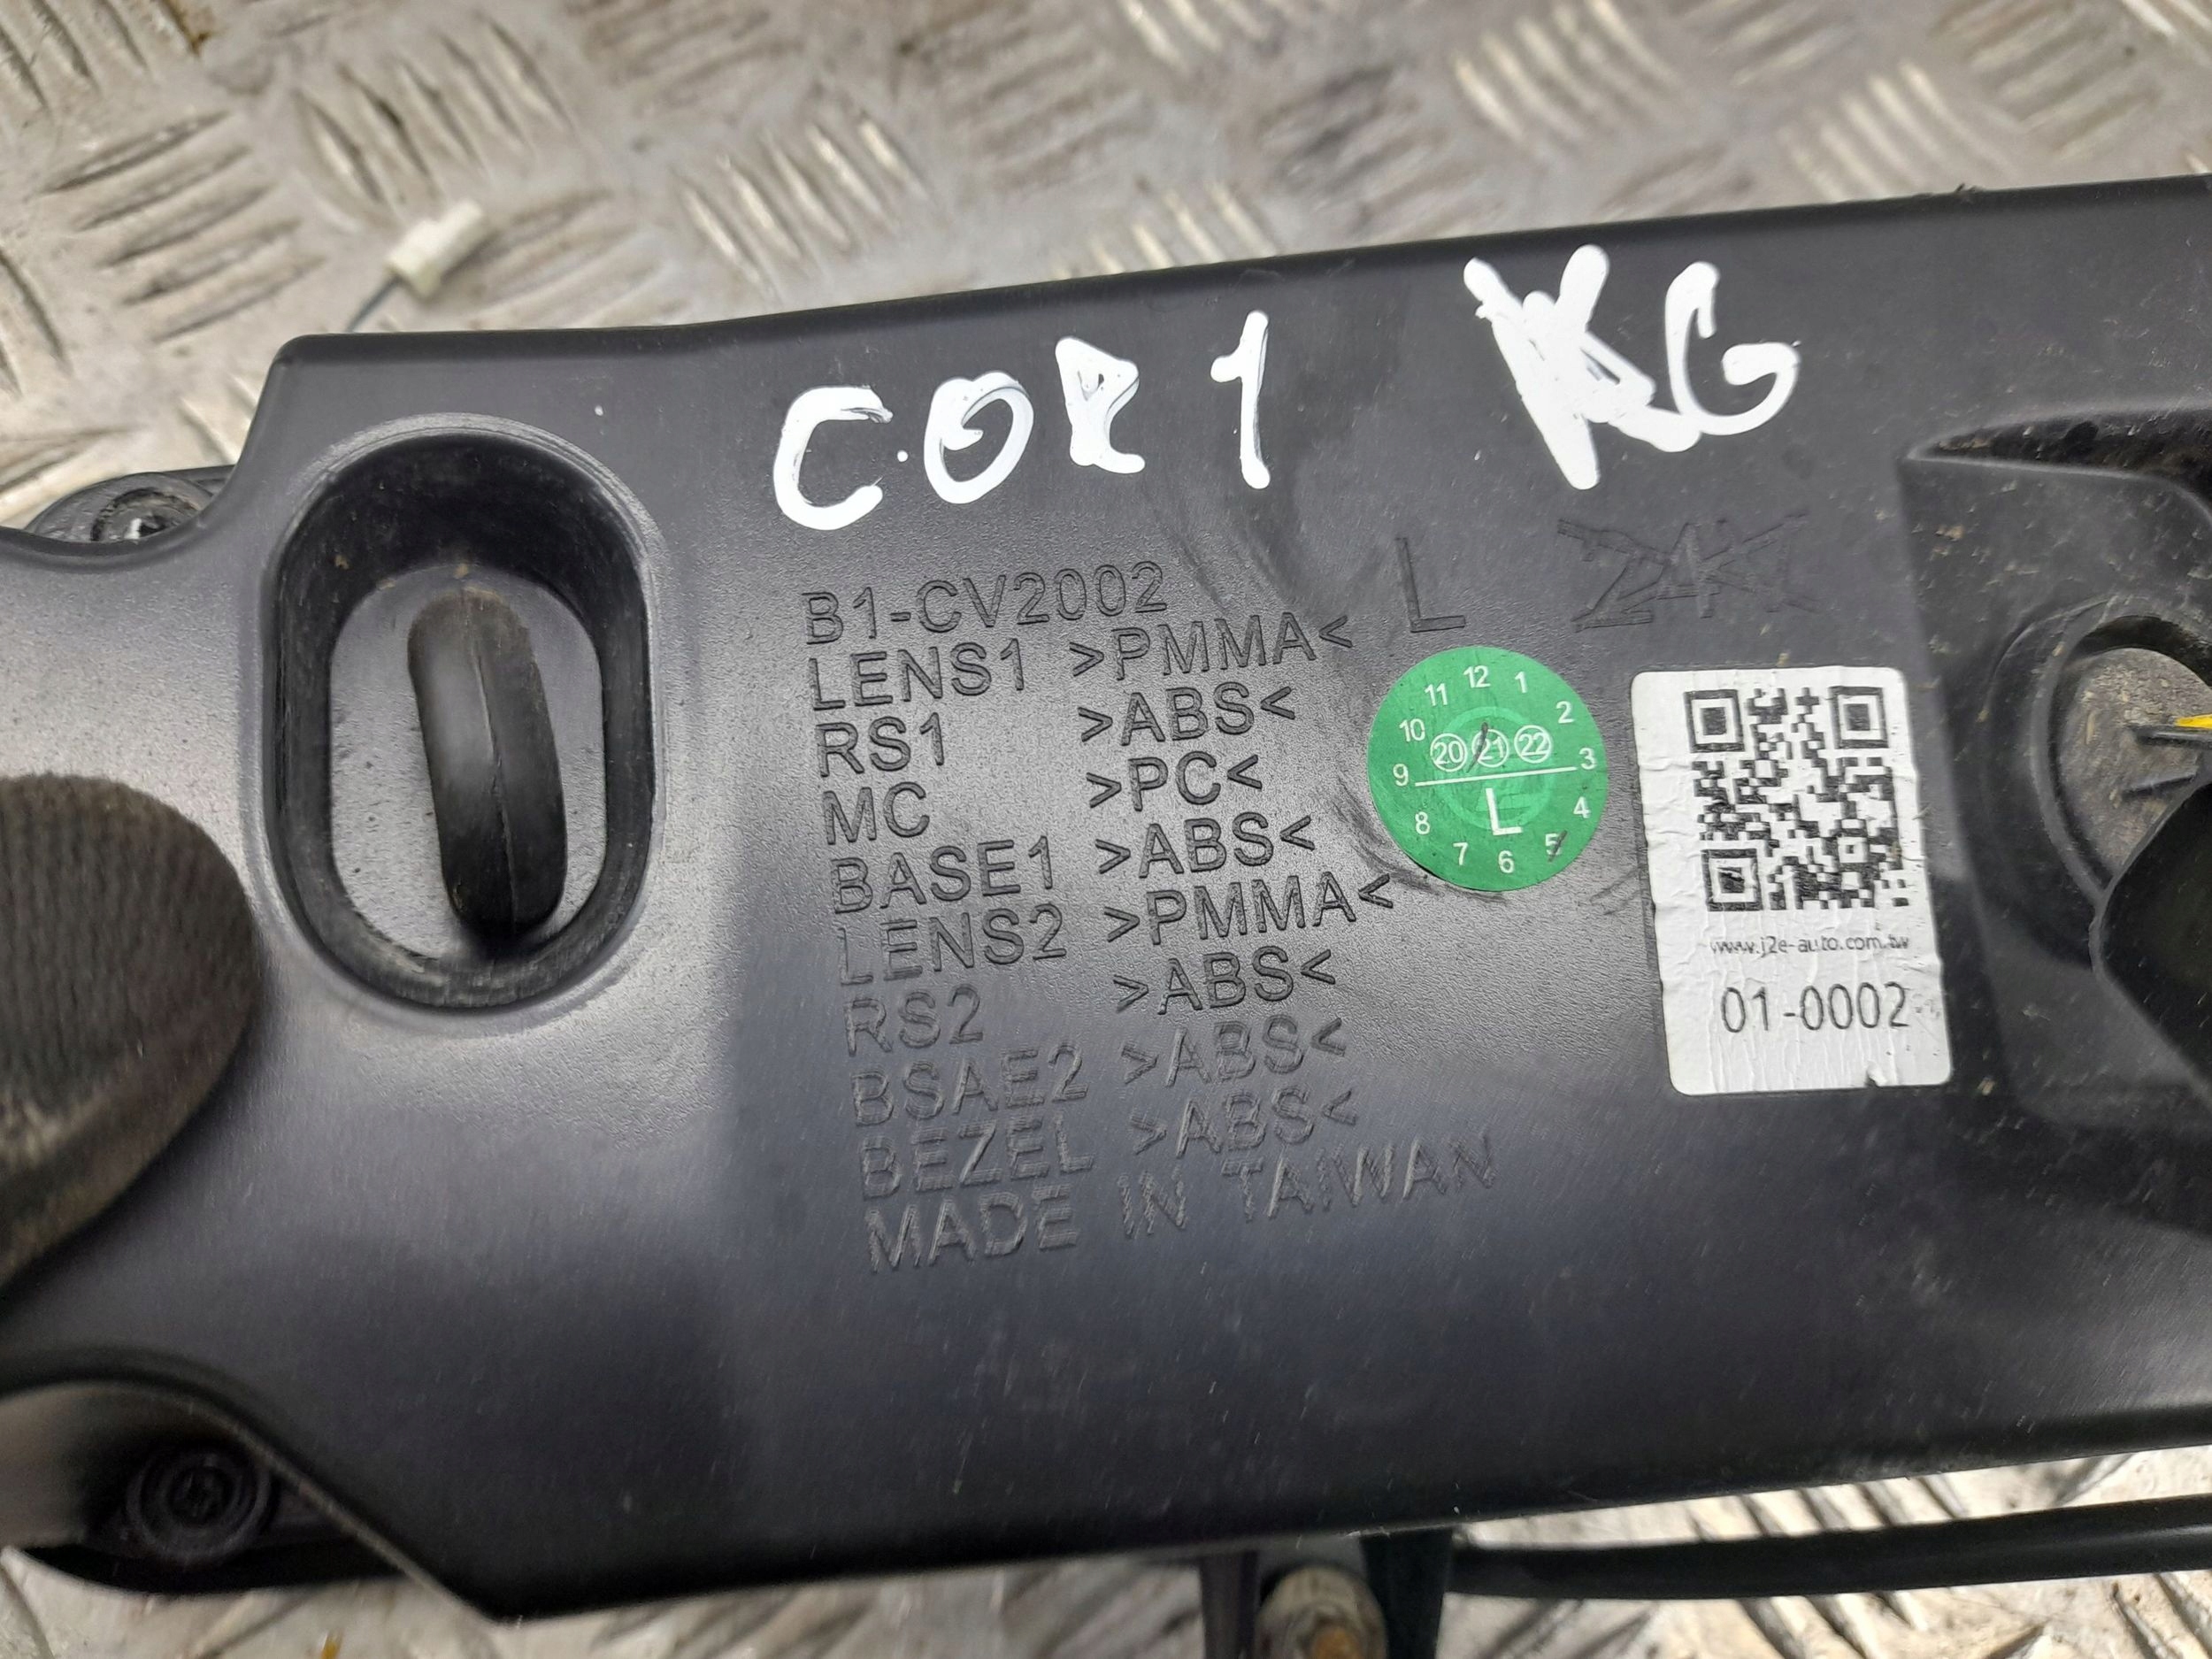 COR1 KG
B1-CV2002 L
LENS1 >PMMA<
RS1 >ABS<
MC >PC<
BASE1 >ABS<
LENS2 >PMMA<
RS2 >ABS<
BSAE2 >ABS<
BEZEL >ABS<
MADE IN TAIWAN
12 1 2 3 4 5 6 7 8 9 10 11
20 21 22
L
www.j2e-auto.com.tw
01-0002